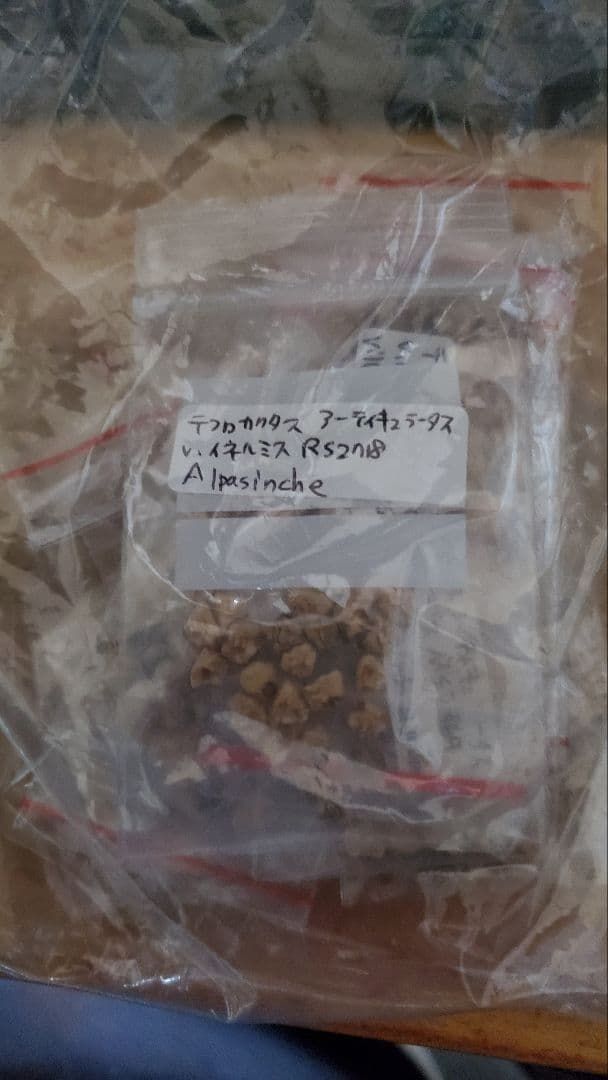 テフロカクタス アーティキュラータス
v.イネルミス RS2018
Alpasinche